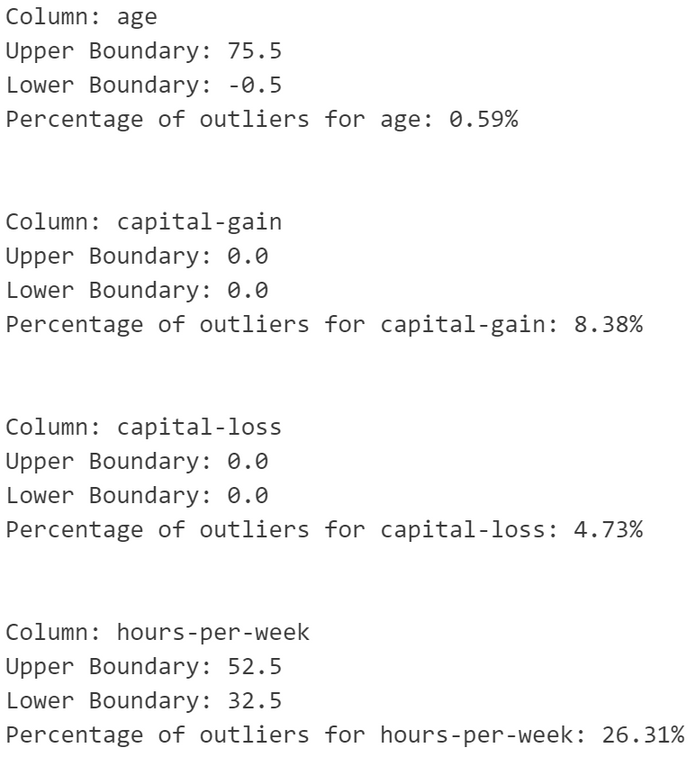 Column: age
Upper Boundary: 75.5
Lower Boundary: -0.5
Percentage of outliers for age: 0.59%
Column: capital-gain
Upper Boundary: 0.0
Lower Boundary: 0.0
Percentage of outliers for capital-gain: 8.38%
Column: capital-loss
Upper Boundary: 0.0
Lower Boundary: 0.0
Percentage of outliers for capital-loss: 4.73%
Column: hours-per-week
Upper Boundary: 52.5
Lower Boundary: 32.5
Percentage of outliers for hours-per-week: 26.31%